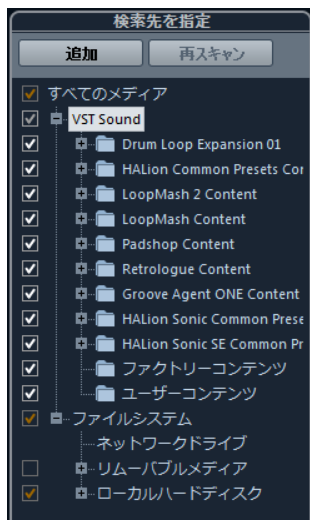 検索先を指定
追加 再スキャン
すべてのメディア
VST Sound
Drum Loop Expansion 01
HALion Common Presets Cor
LoopMash 2 Content
LoopMash Content
Padshop Content
Retrologue Content
Groove Agent ONE Content
HALion Sonic Common Prese
HALion Sonic SE Common Pr
ファクトリーコンテンツ
ユーザーコンテンツ
ファイルシステム
ネットワークドライブ
リムーバブルメディア
ローカルハードディスク